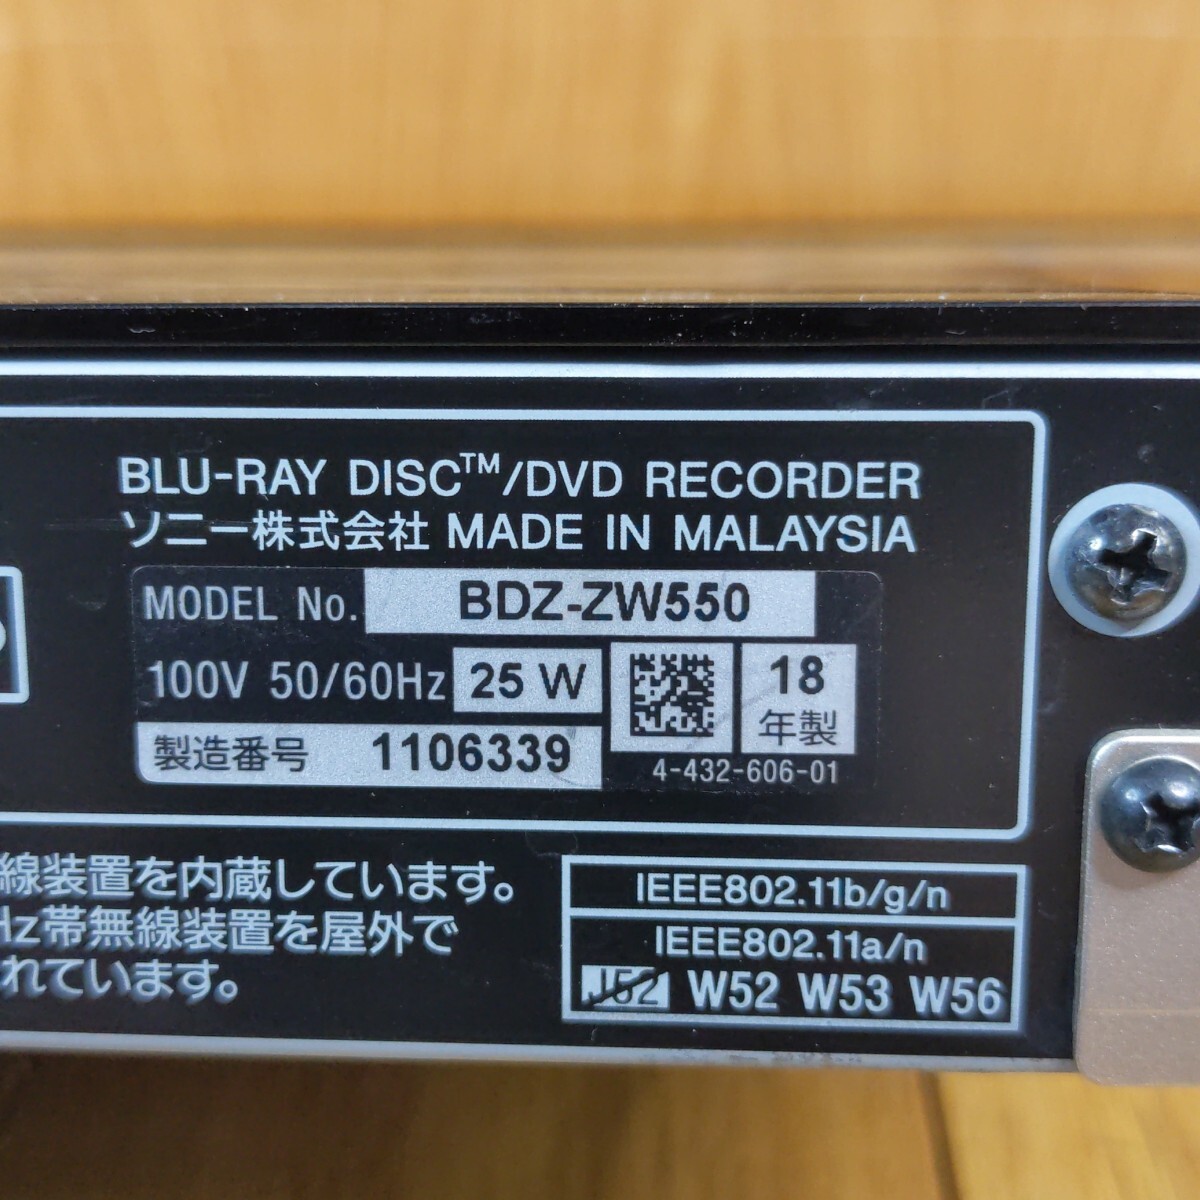 BLU-RAY DISC™/DVD RECORDER
ソニー株式会社 MADE IN MALAYSIA
MODEL No. BDZ-ZW550
100V 50/60Hz 25 W
18
年製
製造番号 1106339
4-432-606-01
線装置を内蔵しています。
Hz帯無線装置を屋外で
れています。
IEEE802.11b/g/n
IEEE802.11a/n
J52 W52 W53 W56